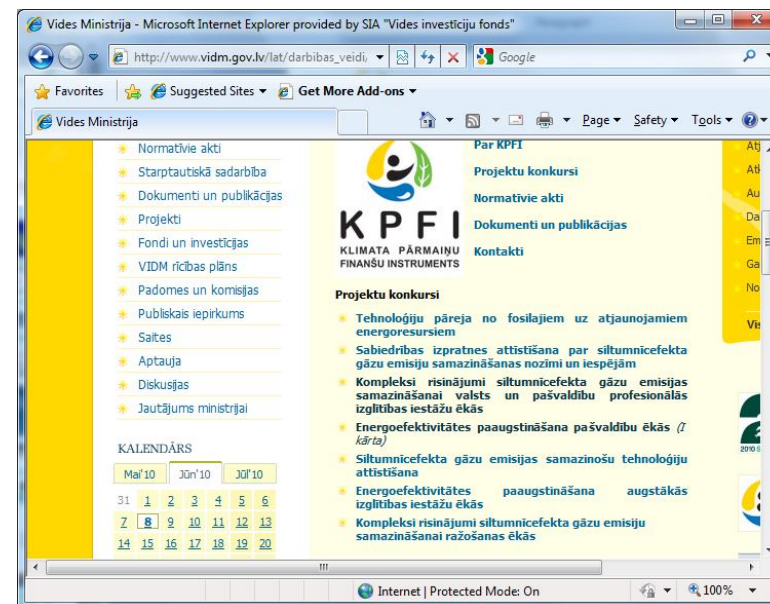 Vides Ministrija - Microsoft Internet Explorer provided by SIA "Vides investīciju fonds"
http://www.vidm.gov.lv/lat/darbibas_veidi,
Google
Favorites
Suggested Sites
Get More Add-ons
Vides Ministrija
Page
Safety
Tools
Normatīvie akti
Starptautiskā sadarbība
Dokumenti un publikācijas
Projekti
Fondi un investīcijas
VIDM rīcības plāns
Padomes un komisijas
Publiskais iepirkums
Saites
Aptauja
Diskusijas
Jautājums ministrijai
KALENDĀRS
Mai'10 Jūn'10 Jūl'10
31 1 2 3 4 5 6
7 8 9 10 11 12 13
14 15 16 17 18 19 20
KPFI
KLIMATA PĀRMAIŅU
FINANŠU INSTRUMENTS
Par KPFI
Projektu konkursi
Normatīvie akti
Dokumenti un publikācijas
Kontakti
Projektu konkursi
Tehnoloģiju pāreja no fosilajiem uz atjaunojamiem
energoresursiem
Sabiedrības izpratnes attīstīšana par siltumnīcefekta
gāzu emisiju samazināšanas nozīmi un iespējām
Kompleksi risinājumi siltumnīcefekta gāzu emisijas
samazināšanai valsts un pašvaldību profesionālās
izglītības iestāžu ēkās
Energoefektivitātes paaugstināšana pašvaldību ēkās (I
kārta)
Siltumnīcefekta gāzu emisijas samazinošu tehnoloģiju
attīstīšana
Energoefektivitātes paaugstināšana augstākās
izglītības iestāžu ēkās
Kompleksi risinājumi siltumnīcefekta gāzu emisiju
samazināšanai ražošanas ēkās
Au
Da
Em
Ga
No
Internet | Protected Mode: On
100%